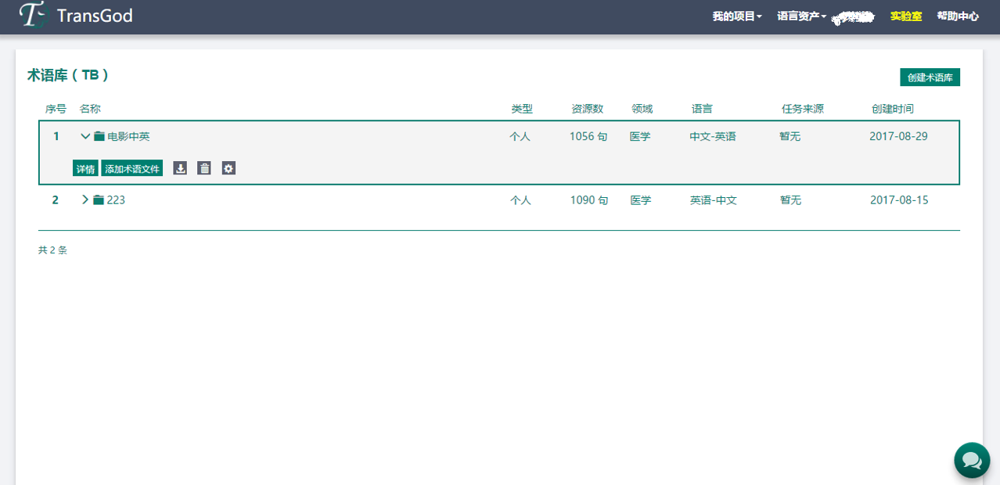 TransGod
我的项目 语言资产 实验室 帮助中心
术语库（TB）
创建术语库
序号 名称 类型 资源数 领域 语言 任务来源 创建时间
1 电影中英 个人 1056 句 医学 中文-英语 暂无 2017-08-29
详情 添加术语文件
2 223 个人 1090 句 医学 英语-中文 暂无 2017-08-15
共 2 条